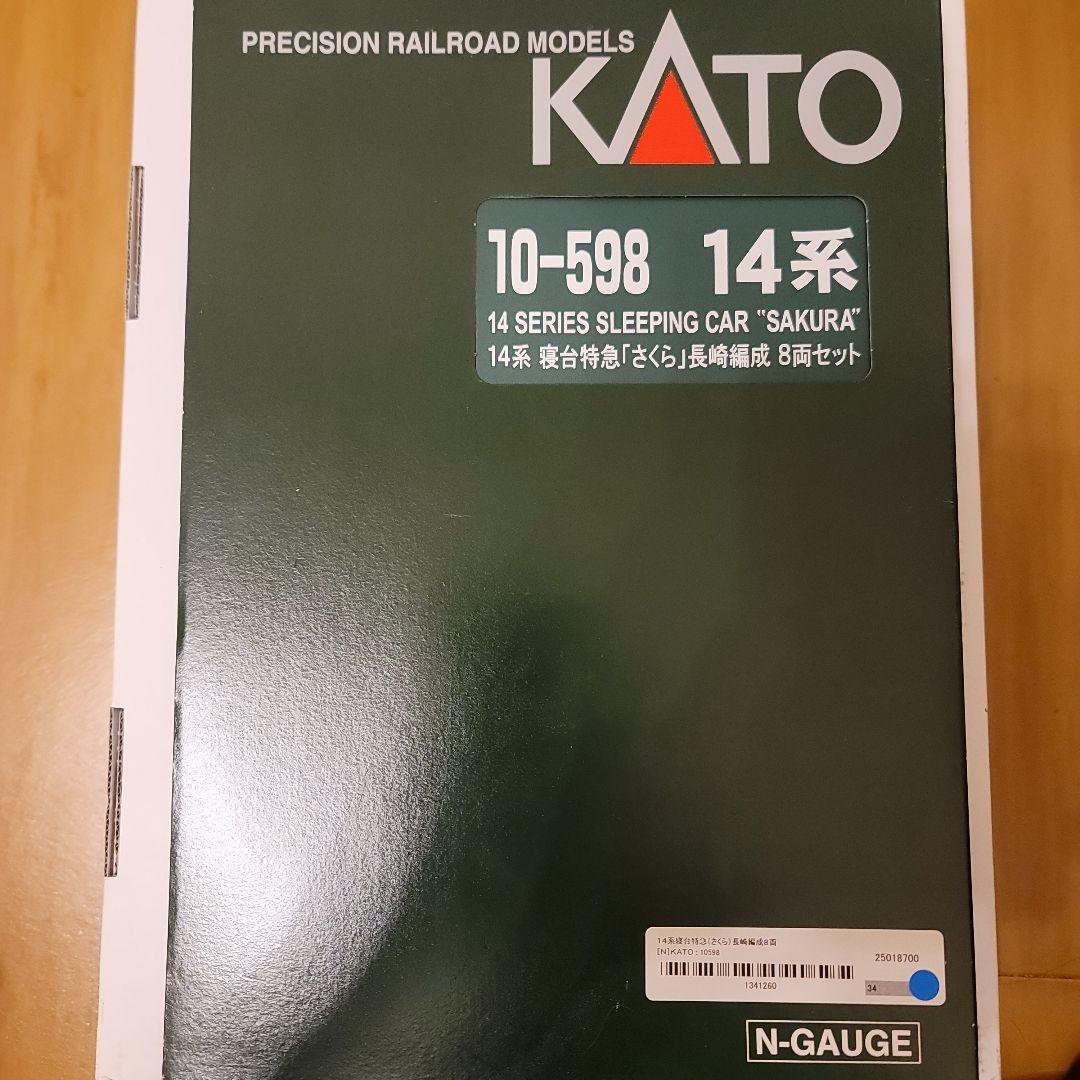 PRECISION RAILROAD MODELS
KATO
10-598 14系
14 SERIES SLEEPING CAR "SAKURA"
14系 寝台特急「さくら」長崎編成 8両セット
14系寝台特急(さくら)長崎編成8両
[N]KATO:10598
25018700
1341260
34
N-GAUGE